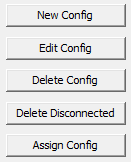 New Config
Edit Config
Delete Config
Delete Disconnected
Assign Config